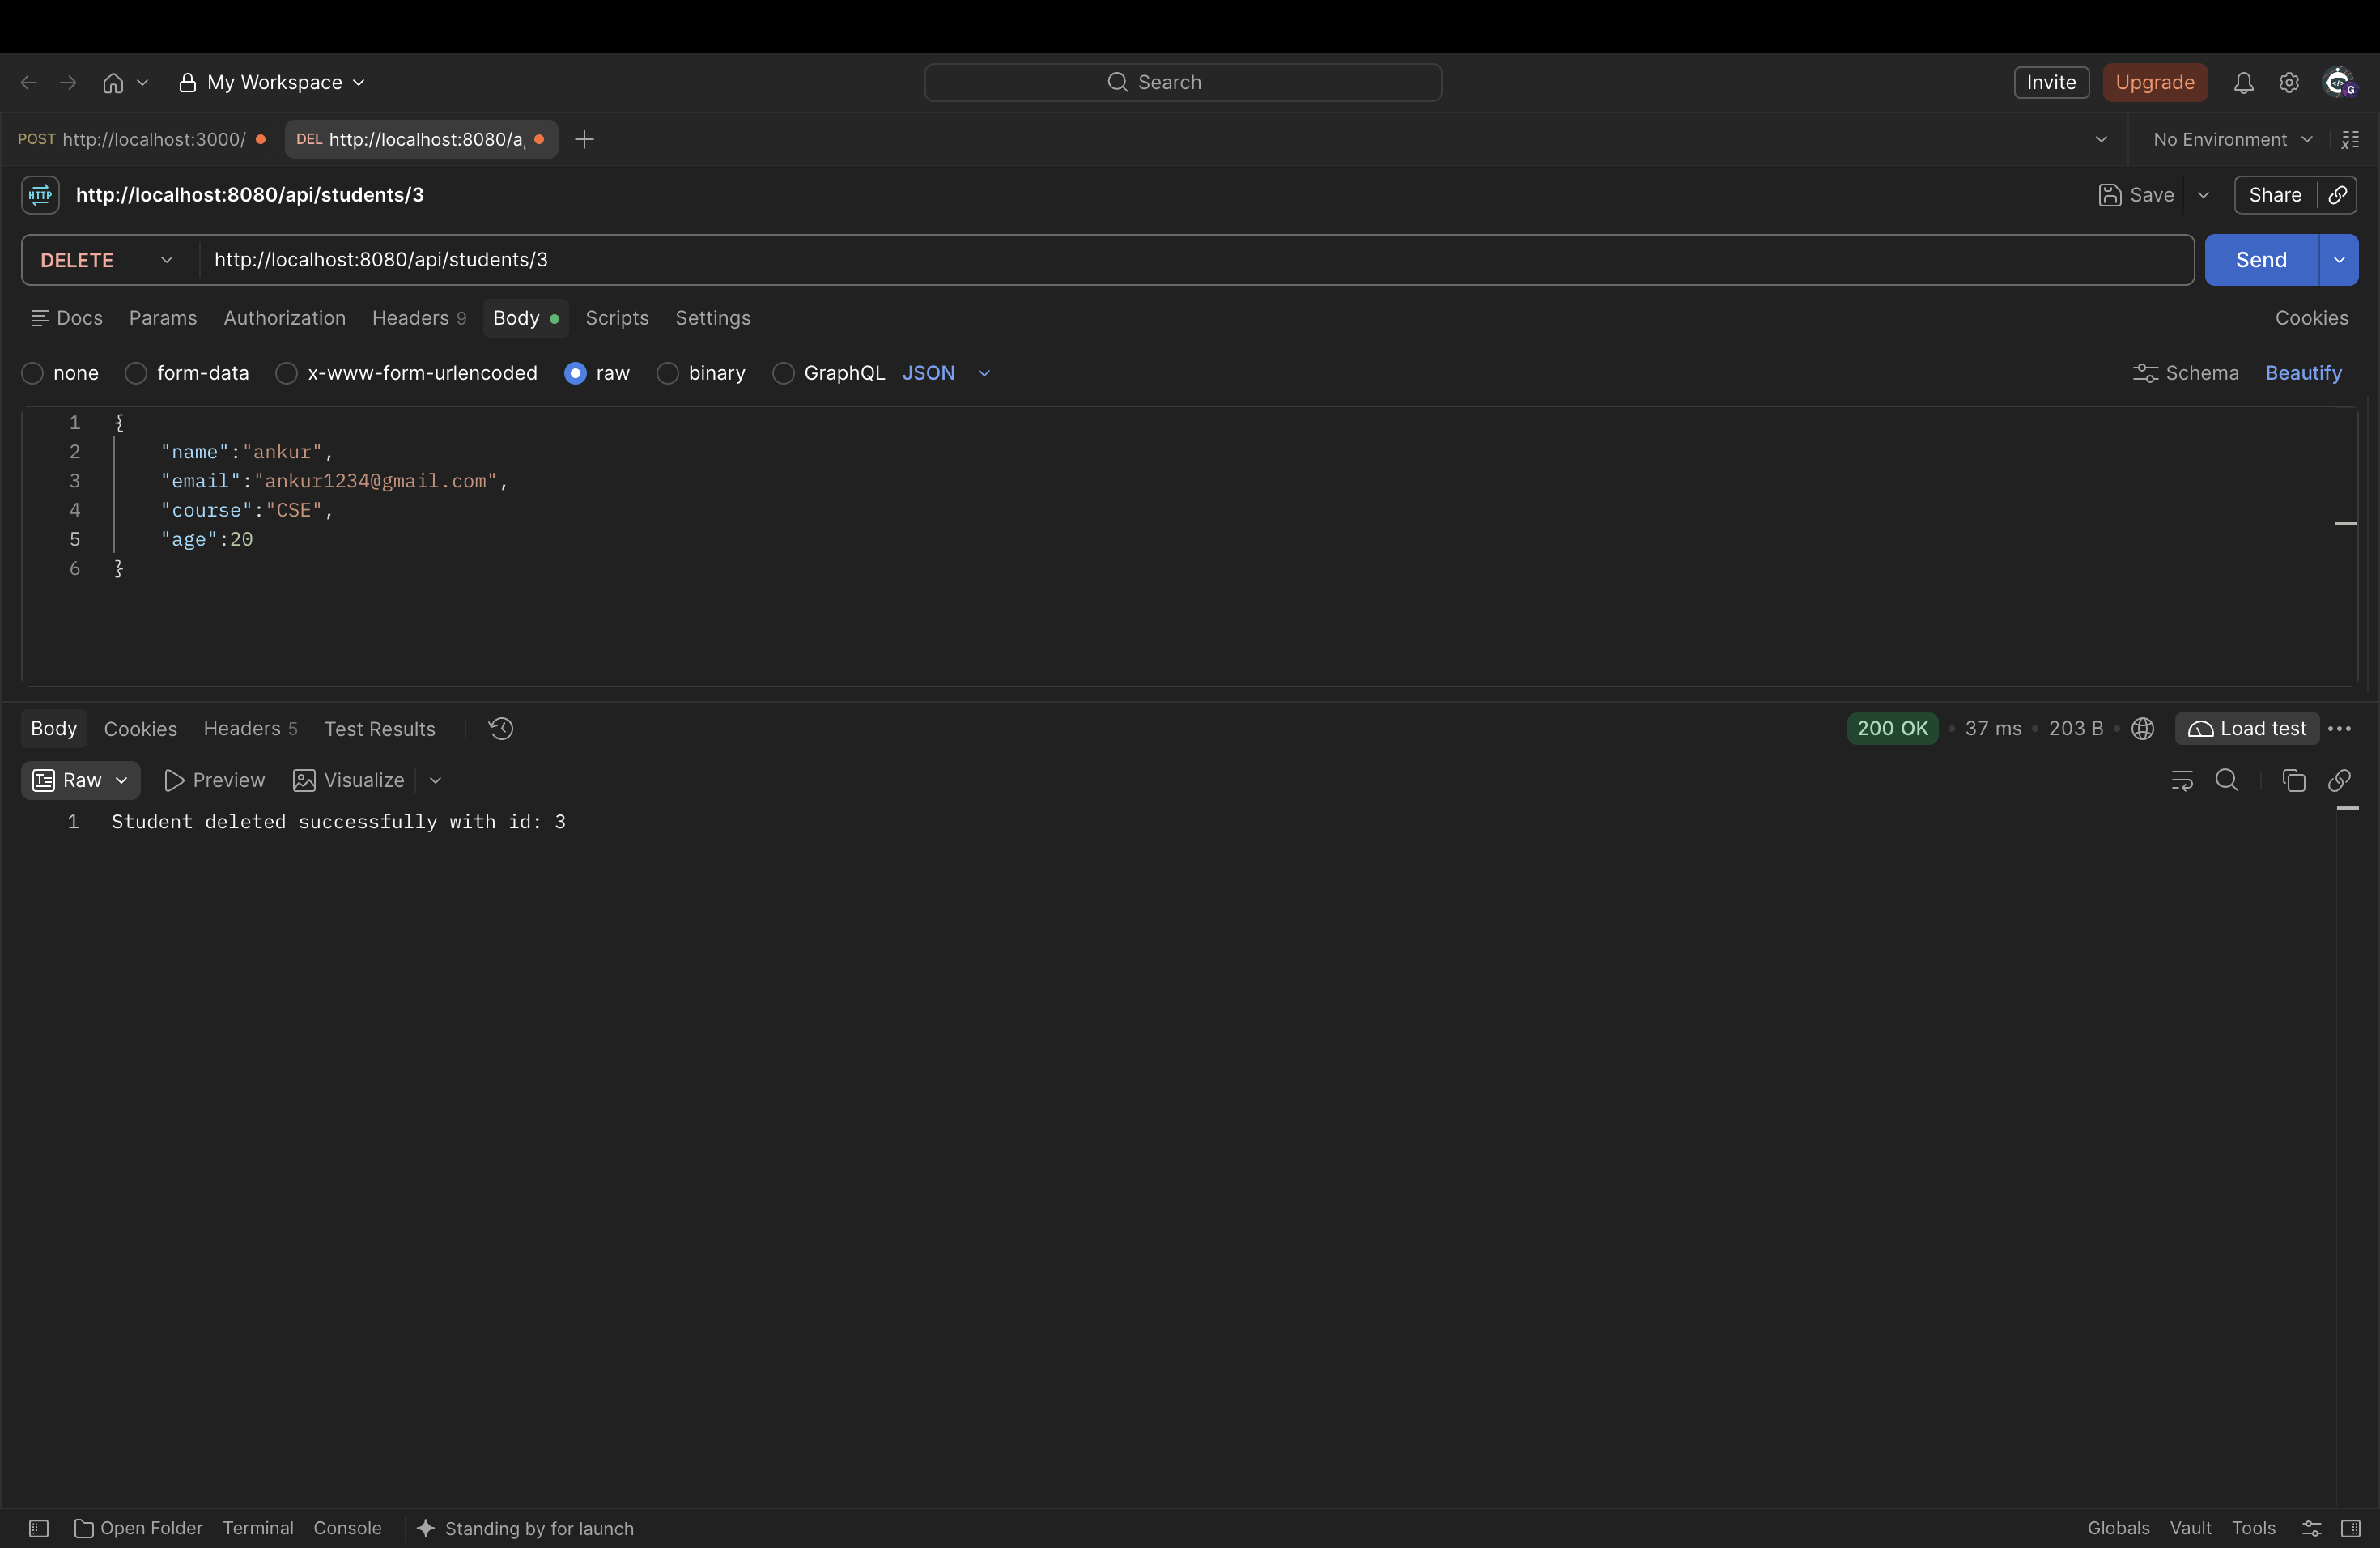 My Workspace
Search
Invite
Upgrade
G
POST http://localhost:3000/
DEL http://localhost:8080/a
No Environment
HTTP
http://localhost:8080/api/students/3
Save
Share
DELETE
http://localhost:8080/api/students/3
Send
Docs
Params
Authorization
Headers 9
Body
Scripts
Settings
Cookies
none
form-data
x-www-form-urlencoded
raw
binary
GraphQL
JSON
Schema
Beautify
1 {
2 "name":"ankur",
3 "email":"ankur1234@gmail.com",
4 "course":"CSE",
5 "age":20
6 }
Body
Cookies
Headers 5
Test Results
200 OK
37 ms
203 B
Load test
Raw
Preview
Visualize
1 Student deleted successfully with id: 3
Open Folder
Terminal
Console
Standing by for launch
Globals
Vault
Tools